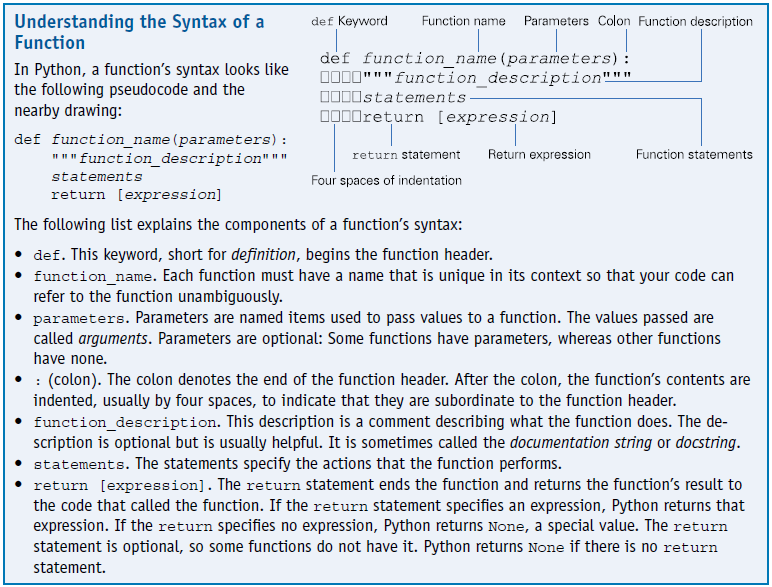 Understanding the Syntax of a
Function
In Python, a function's syntax looks like
the following pseudocode and the
nearby drawing:
def function_name(parameters):
    """function_description"""
    statements
    return [expression]
def Keyword Function name Parameters Colon Function description
def function_name(parameters):
□□□□"""function_description"""
□□□□statements
□□□□return [expression]
return statement Return expression Function statements
Four spaces of indentation
The following list explains the components of a function's syntax:
• def. This keyword, short for definition, begins the function header.
• function_name. Each function must have a name that is unique in its context so that your code can
refer to the function unambiguously.
• parameters. Parameters are named items used to pass values to a function. The values passed are
called arguments. Parameters are optional: Some functions have parameters, whereas other functions
have none.
• : (colon). The colon denotes the end of the function header. After the colon, the function's contents are
indented, usually by four spaces, to indicate that they are subordinate to the function header.
• function_description. This description is a comment describing what the function does. The de-
scription is optional but is usually helpful. It is sometimes called the documentation string or docstring.
• statements. The statements specify the actions that the function performs.
• return [expression]. The return statement ends the function and returns the function's result to
the code that called the function. If the return statement specifies an expression, Python returns that
expression. If the return specifies no expression, Python returns None, a special value. The return
statement is optional, so some functions do not have it. Python returns None if there is no return
statement.